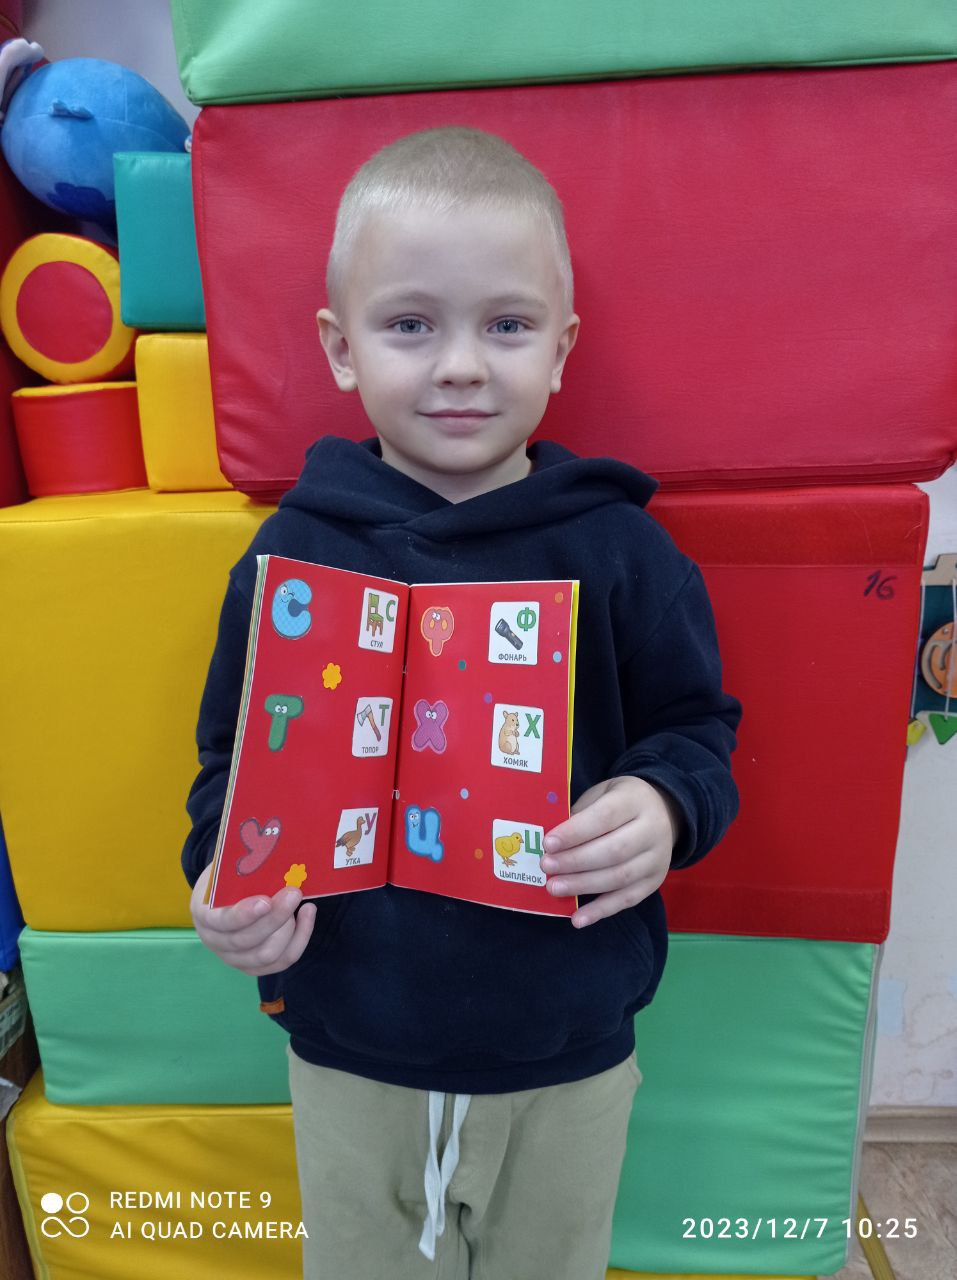 С
С
СТУЛ
Т
Т
ТОПОР
У
У
УТКА
Ф
Ф
ФОНАРЬ
Х
Х
ХОМЯК
Ц
Ц
ЦЫПЛЁНОК
16
REDMI NOTE 9
AI QUAD CAMERA
2023/12/7 10:25